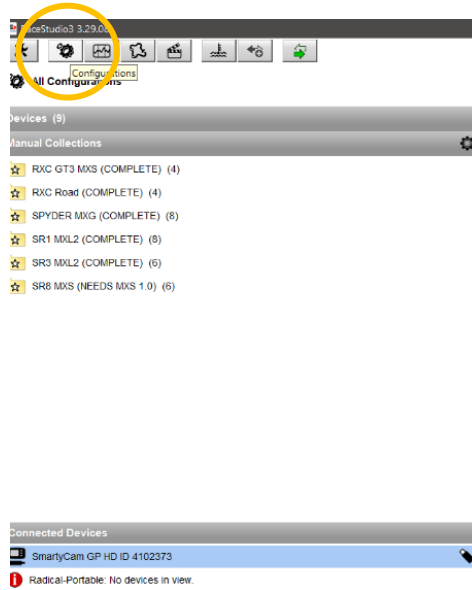 RaceStudio3 3.29.0
Configurations
All Configurations
Devices (9)
Manual Collections
RXC GT3 MXS (COMPLETE) (4)
RXC Road (COMPLETE) (4)
SPYDER MXG (COMPLETE) (8)
SR1 MXL2 (COMPLETE) (8)
SR3 MXL2 (COMPLETE) (6)
SR8 MXS (NEEDS MXS 1.0) (6)
Connected Devices
SmartyCam GP HD ID 4102373
Radical-Portable: No devices in view.